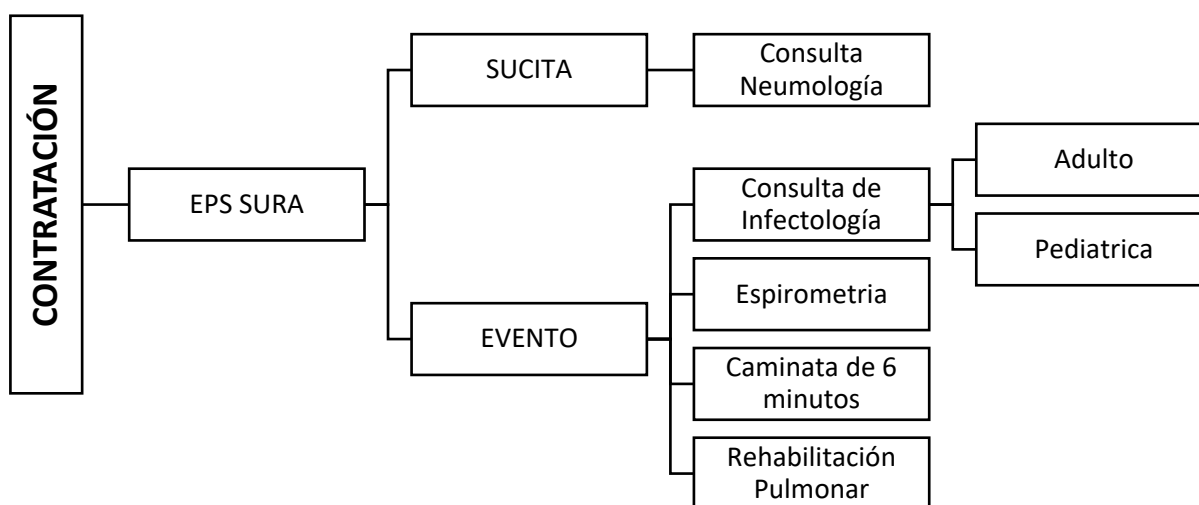 CONTRATACIÓN
EPS SURA
SUCITA
Consulta
Neumología
EVENTO
Consulta de
Infectología
Adulto
Pediatrica
Espirometria
Caminata de 6
minutos
Rehabilitación
Pulmonar